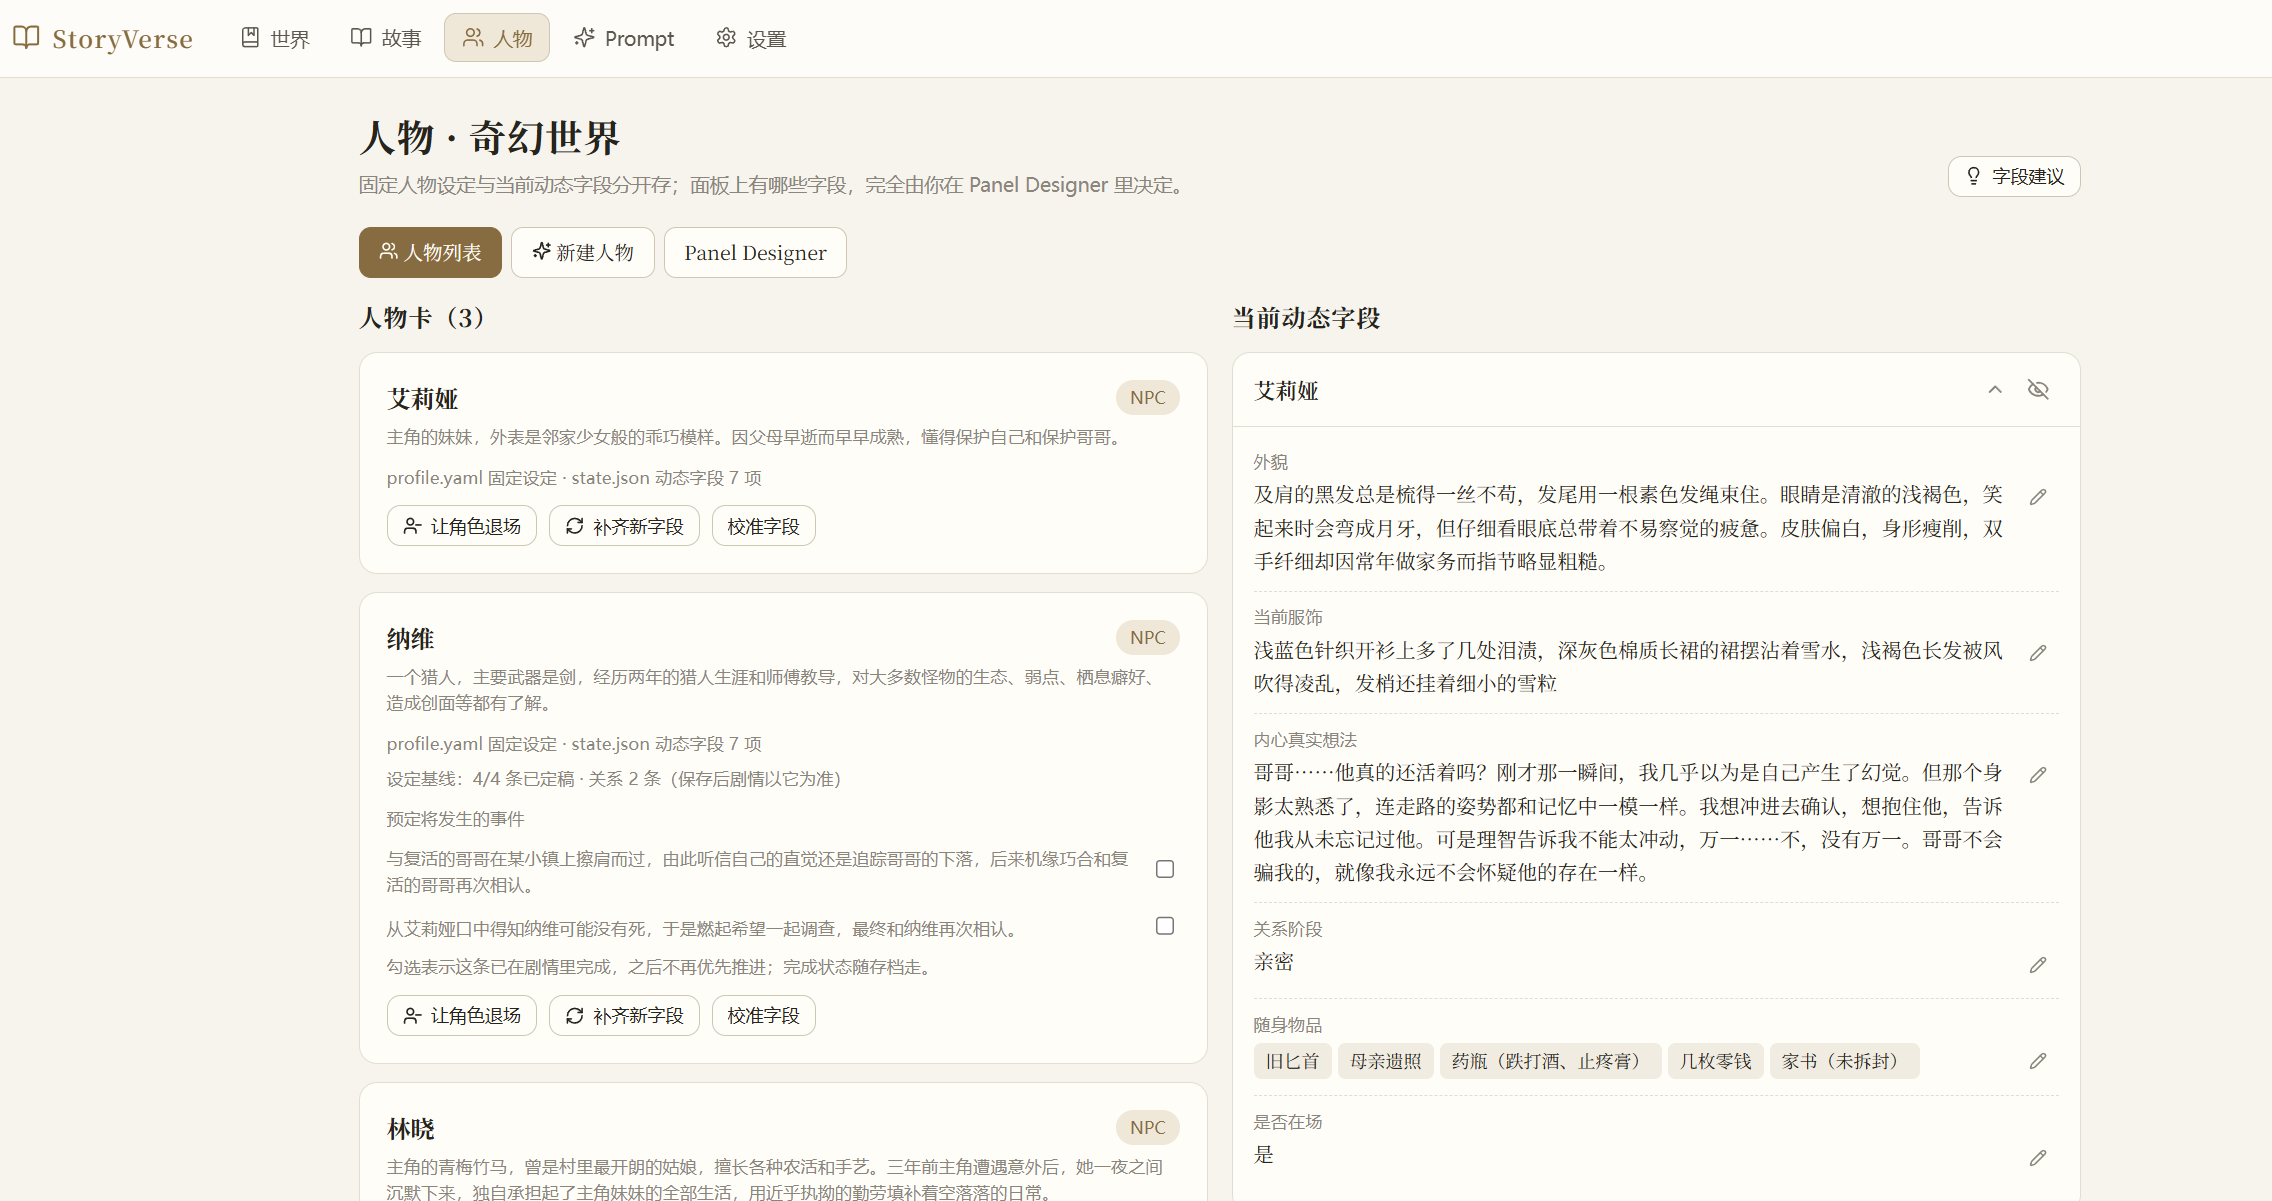 StoryVerse
世界
故事
人物
Prompt
设置
人物 · 奇幻世界
固定人物设定与当前动态字段分开存；面板上有哪些字段，完全由你在 Panel Designer 里决定。
字段建议
人物列表
新建人物
Panel Designer
人物卡（3）
艾莉娅
NPC
主角的妹妹，外表是邻家少女般的乖巧模样。因父母早逝而早早成熟，懂得保护自己和保护哥哥。
profile.yaml 固定设定 · state.json 动态字段 7 项
让角色退场
补齐新字段
校准字段
纳维
NPC
一个猎人，主要武器是剑，经历两年的猎人生涯和师傅教导，对大多数怪物的生态、弱点、栖息癖好、
造成创面等都有了解。
profile.yaml 固定设定 · state.json 动态字段 7 项
设定基线：4/4 条已定稿 · 关系 2 条（保存后剧情以它为准）
预定将发生的事件
与复活的哥哥在某小镇上擦肩而过，由此听信自己的直觉还是追踪哥哥的下落，后来机缘巧合和复
活的哥哥再次相认。
从艾莉娅口中得知纳维可能没有死，于是燃起希望一起调查，最终和纳维再次相认。
勾选表示这条已在剧情里完成，之后不再优先推进；完成状态随存档走。
让角色退场
补齐新字段
校准字段
林晓
NPC
主角的青梅竹马，曾是村里最开朗的姑娘，擅长各种农活和手艺。三年前主角遭遇意外后，她一夜之间
沉默下来，独自承担起了主角妹妹的全部生活，用近乎执拗的勤劳填补着空落落的日常。
当前动态字段
艾莉娅
外貌
及肩的黑发总是梳得一丝不苟，发尾用一根素色发绳束住。眼睛是清澈的浅褐色，笑
起来时会弯成月牙，但仔细看眼底总带着不易察觉的疲惫。皮肤偏白，身形瘦削，双
手纤细却因常年做家务而指节略显粗糙。
当前服饰
浅蓝色针织开衫上多了几处泪渍，深灰色棉质长裙的裙摆沾着雪水，浅褐色长发被风
吹得凌乱，发梢还挂着细小的雪粒
内心真实想法
哥哥……他真的还活着吗？刚才那一瞬间，我几乎以为是自己产生了幻觉。但那个身
影太熟悉了，连走路的姿势都和记忆中一模一样。我想冲进去确认，想抱住他，告诉
他我从未忘记过他。可是理智告诉我不能太冲动，万一……不，没有万一。哥哥不会
骗我的，就像我永远不会怀疑他的存在一样。
关系阶段
亲密
随身物品
旧匕首
母亲遗照
药瓶（跌打酒、止疼膏）
几枚零钱
家书（未拆封）
是否在场
是